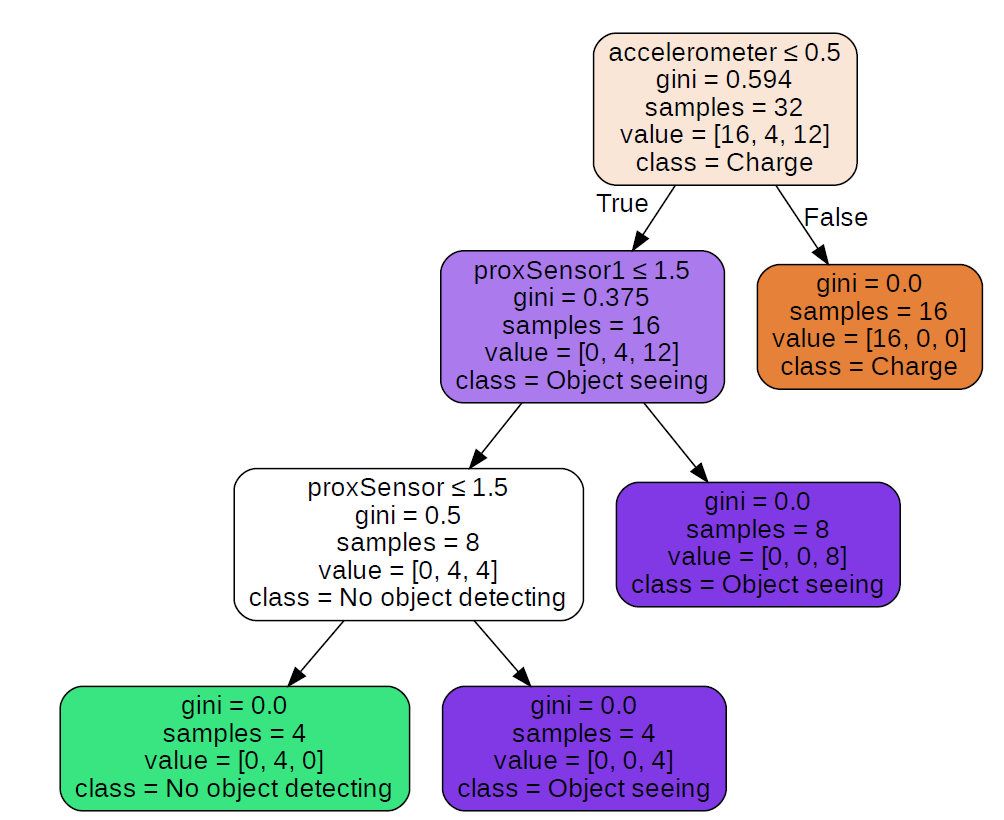 accelerometer ≤ 0.5
gini = 0.594
samples = 32
value = [16, 4, 12]
class = Charge
True
False
proxSensor1 ≤ 1.5
gini = 0.375
samples = 16
value = [0, 4, 12]
class = Object seeing
gini = 0.0
samples = 16
value = [16, 0, 0]
class = Charge
proxSensor ≤ 1.5
gini = 0.5
samples = 8
value = [0, 4, 4]
class = No object detecting
gini = 0.0
samples = 8
value = [0, 0, 8]
class = Object seeing
gini = 0.0
samples = 4
value = [0, 4, 0]
class = No object detecting
gini = 0.0
samples = 4
value = [0, 0, 4]
class = Object seeing